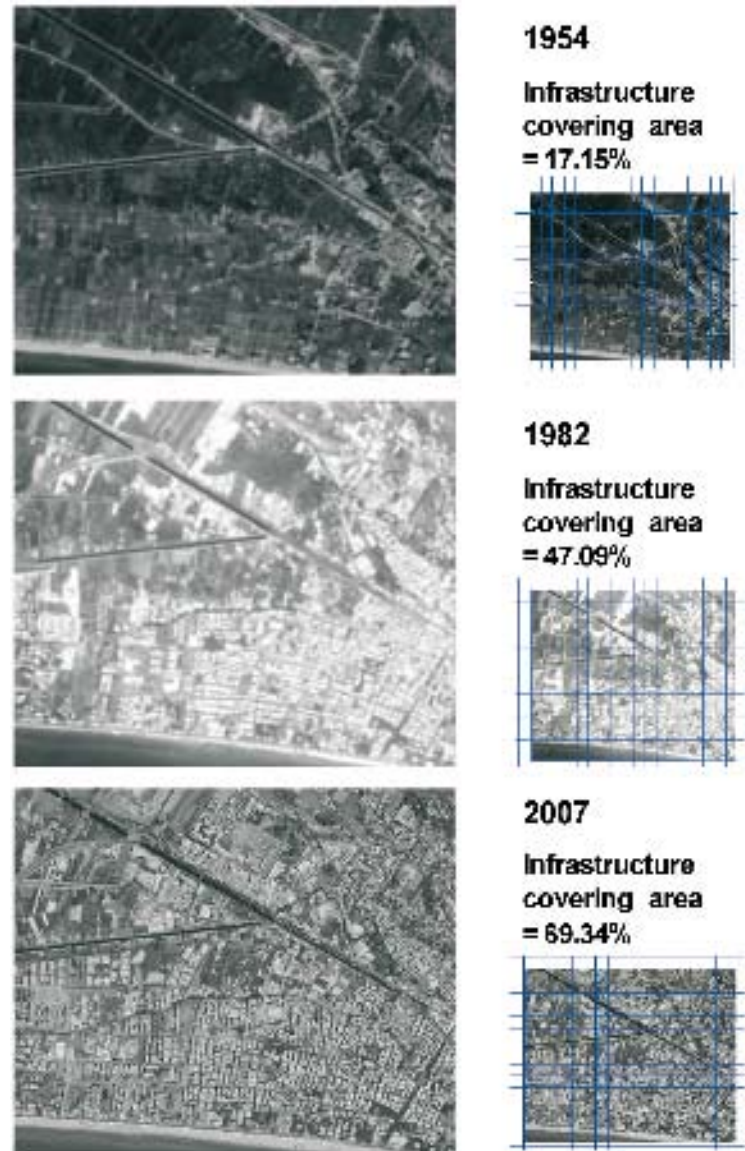 1954
Infrastructure
covering area
= 17.15%
1982
Infrastructure
covering area
= 47.09%
2007
Infrastructure
covering area
= 69.34%